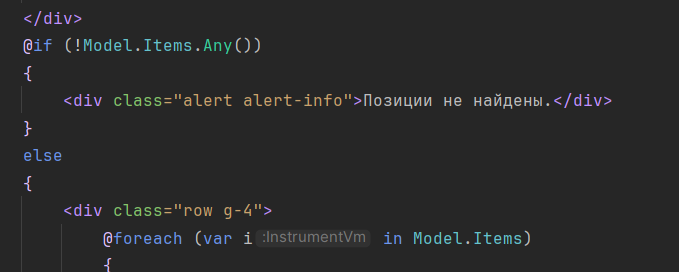 </div>
@if (!Model.Items.Any())
{
<div class="alert alert-info">Позиции не найдены.</div>
}
else
{
<div class="row g-4">
@foreach (var i :InstrumentVm in Model.Items)
{